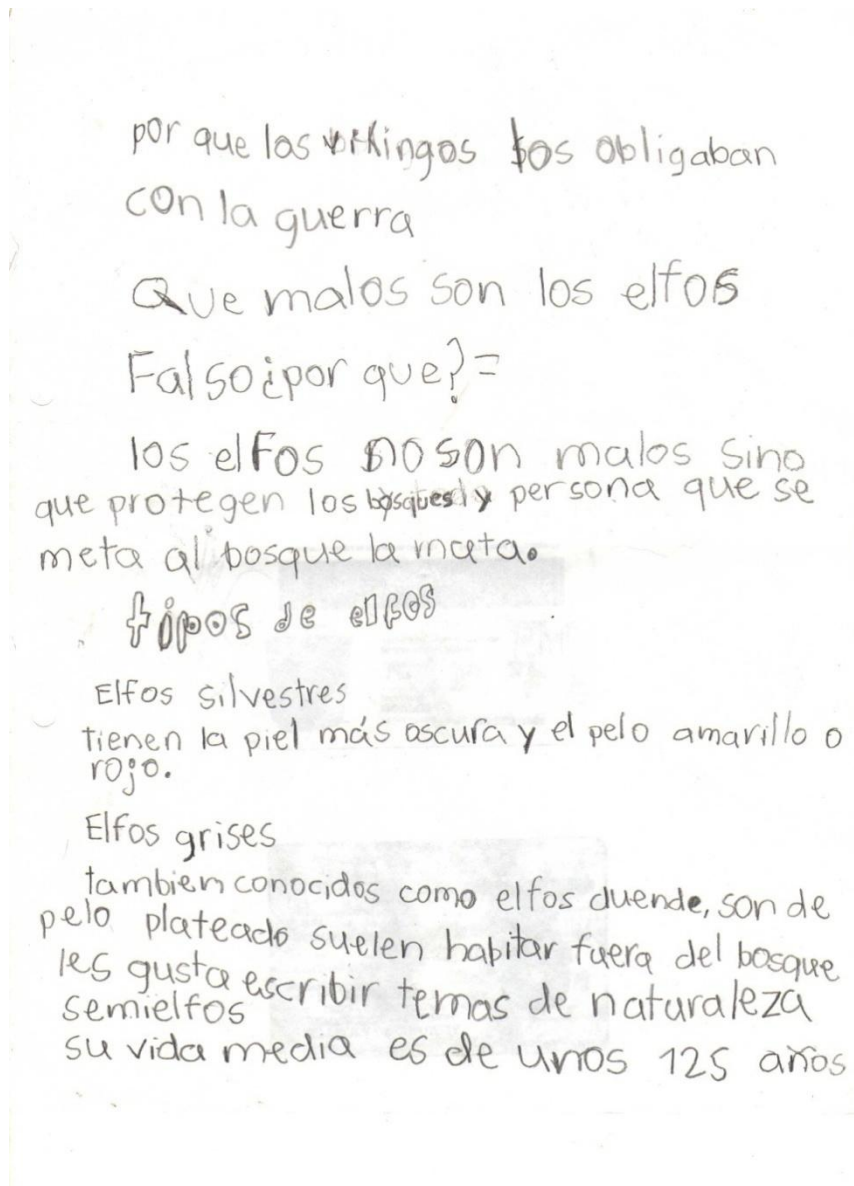 por que los vikingos los obligaban
con la guerra
Que malos son los elfos
Falso¿por que?=
los elfos no son malos sino
que protegen los bosques y persona que se
meta al bosque la mata.
tipos de elfos
Elfos silvestres
tienen la piel más oscura y el pelo amarillo o
rojo.
Elfos grises
tambien conocidos como elfos duende, son de
pelo plateado suelen habitar fuera del bosque
les gusta escribir temas de naturaleza
semielfos
su vida media es de unos 125 años